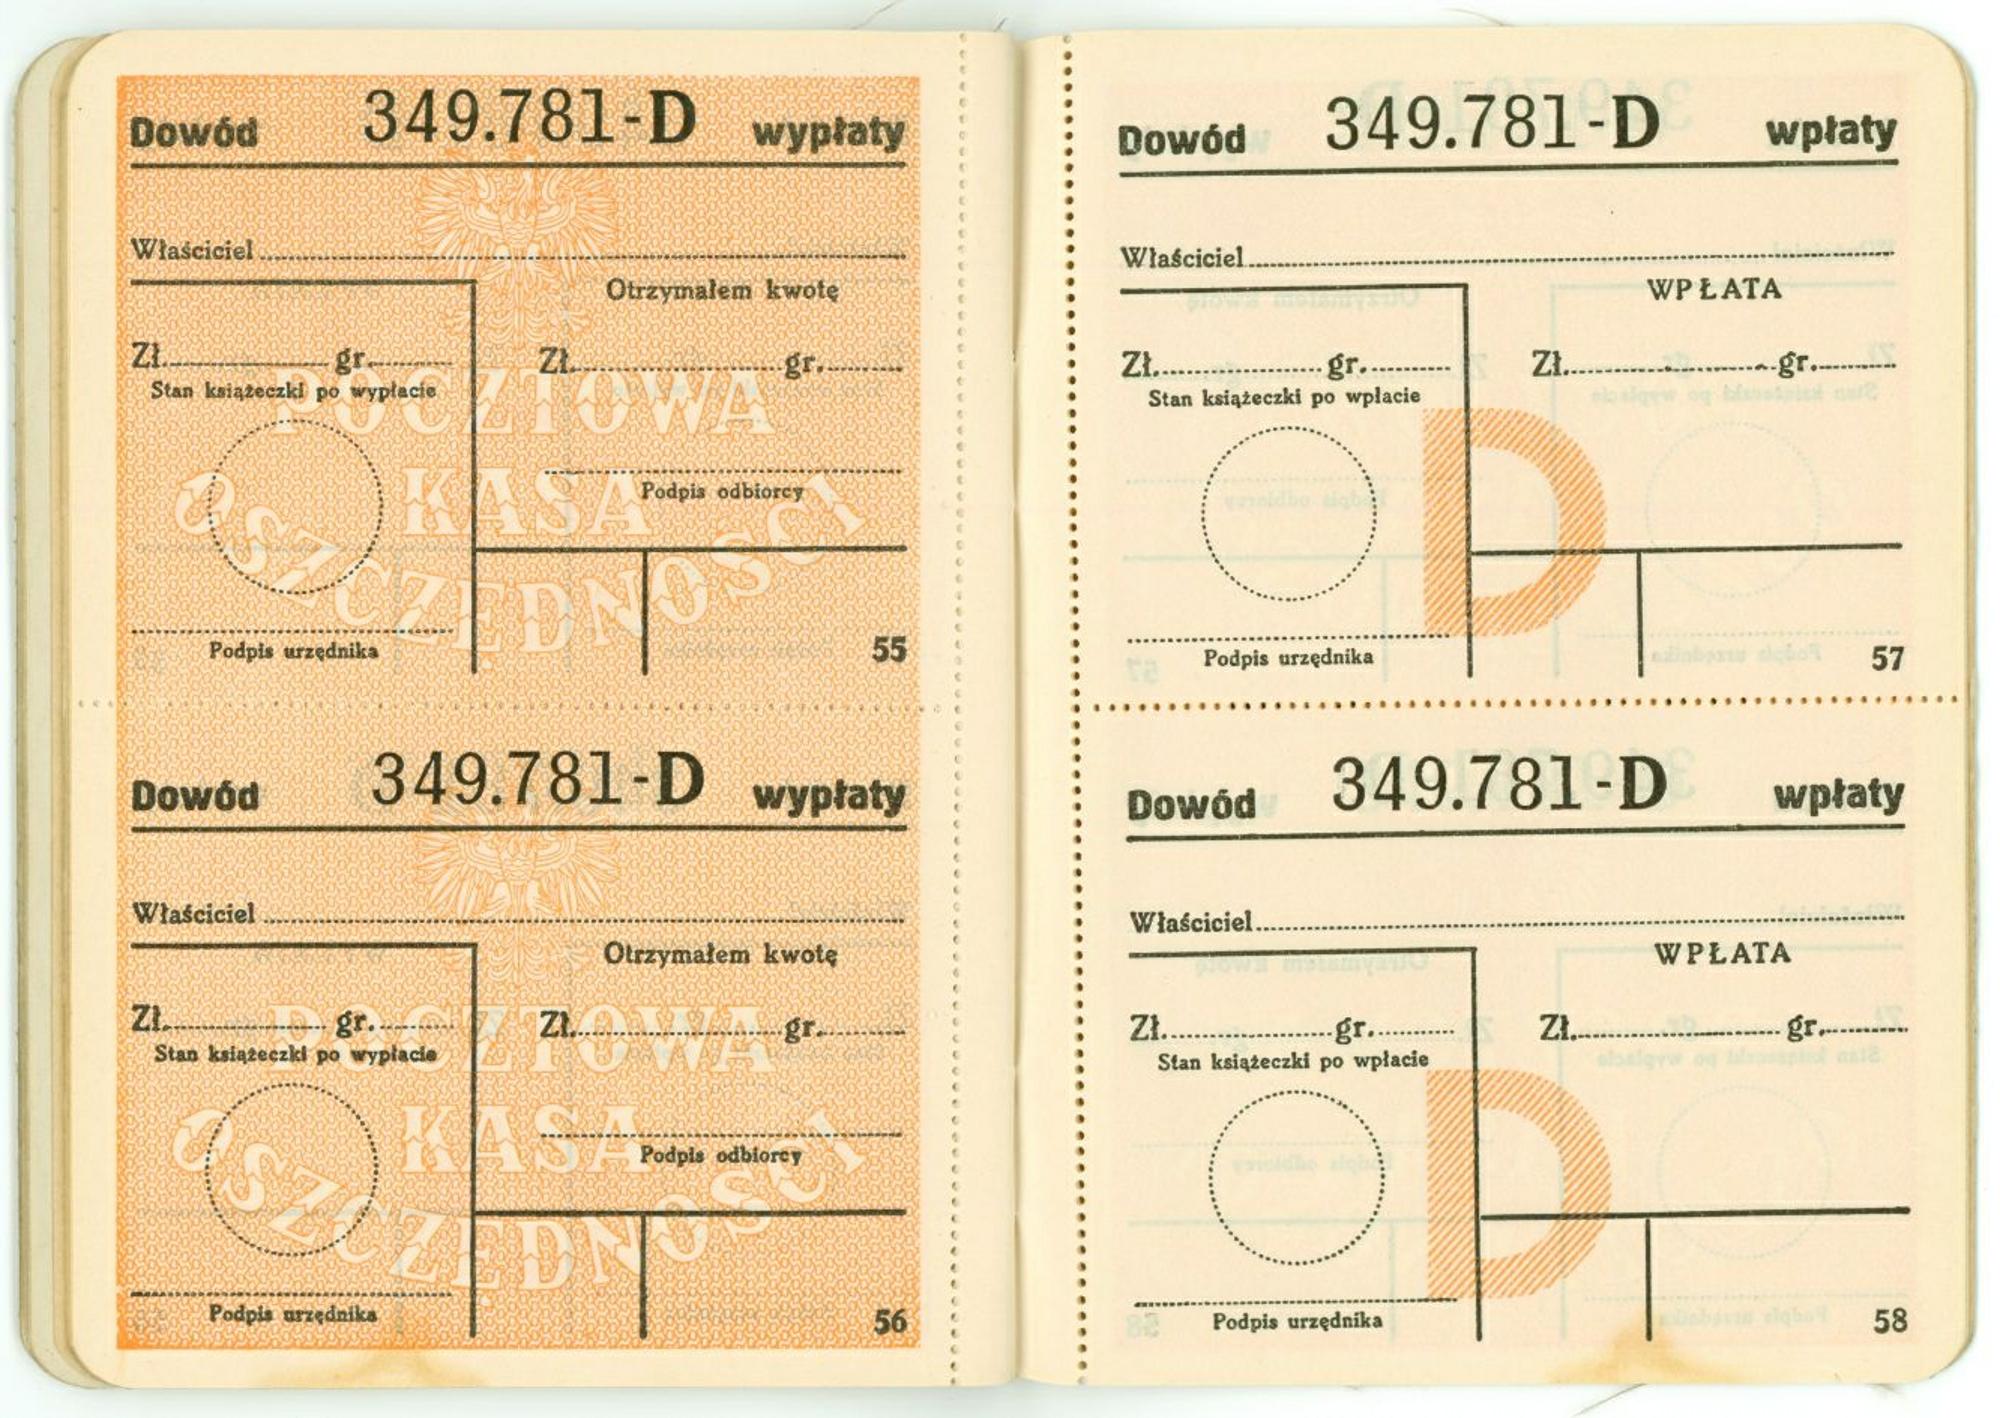 Dowód 349.781-D wypłaty
Właściciel
Otrzymałem kwotę
Zł. gr. Zł. gr.
Stan książeczki po wypłacie
POCZTOWA
KASA
OSZCZĘDNOŚCI
Podpis odbiorcy
Podpis urzędnika
55
Dowód 349.781-D wypłaty
Właściciel
Otrzymałem kwotę
Zł. gr. Zł. gr.
Stan książeczki po wypłacie
POCZTOWA
KASA
OSZCZĘDNOŚCI
Podpis odbiorcy
Podpis urzędnika
56
Dowód 349.781-D wpłaty
Właściciel
WPŁATA
Zł. gr. Zł. gr.
Stan książeczki po wpłacie
D
Podpis urzędnika
57
Dowód 349.781-D wpłaty
Właściciel
WPŁATA
Zł. gr. Zł. gr.
Stan książeczki po wpłacie
D
Podpis urzędnika
58